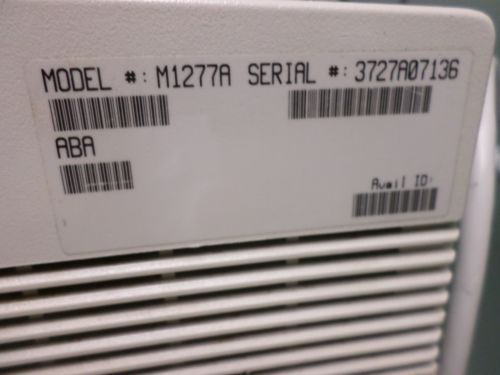 MODEL #: M1277A SERIAL #: 3727A07136
ABA
Avail ID: